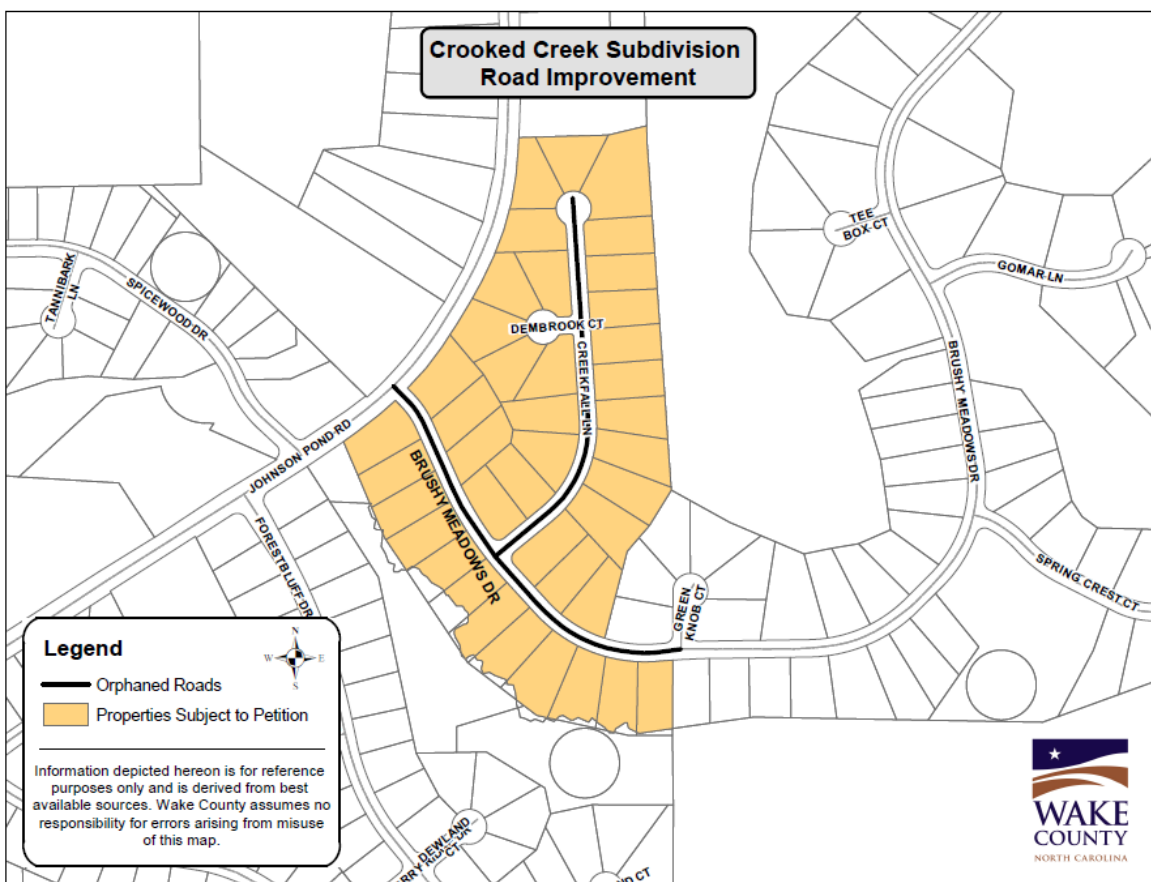 Crooked Creek Subdivision
Road Improvement
TEE
BOX CT
GOMAR LN
TANNIBARK
LN
SPICEWOOD DR
DEMBROOK CT
CREEKFALL LN
BRUSHY MEADOWS DR
JOHNSON POND RD
BRUSHY MEADOWS DR
FORESTBLUFF DR
SPRING CREST CT
GREEN
KNOB CT
Legend
N
W E
S
Orphaned Roads
Properties Subject to Petition
Information depicted hereon is for reference
purposes only and is derived from best
available sources. Wake County assumes no
responsibility for errors arising from misuse
of this map.
DEWLAND
CT
DR
CT
WAKE
COUNTY
NORTH CAROLINA